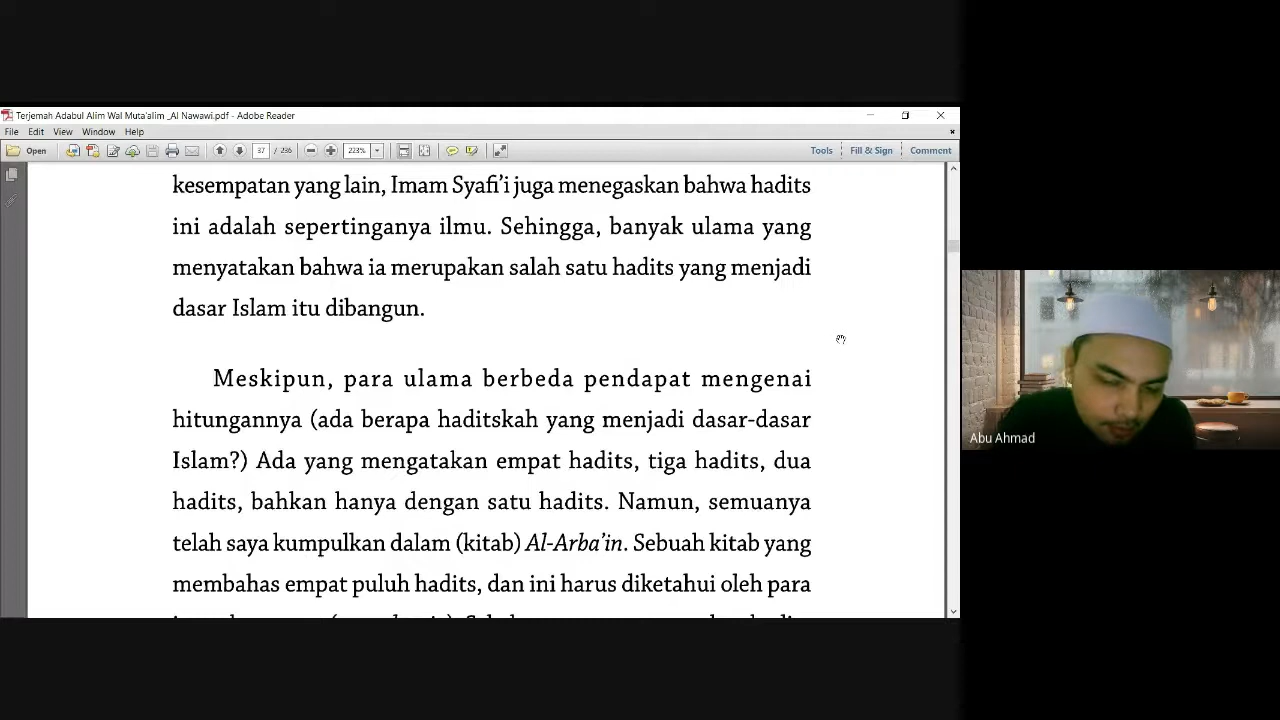 Terjemah Adabul Alim Wal Muta'alim _Al Nawawi.pdf - Adobe Reader
File Edit View Window Help
Open 37 / 236 223% Tools Fill & Sign Comment
kesempatan yang lain, Imam Syafi'i juga menegaskan bahwa hadits
ini adalah sepertinganya ilmu. Sehingga, banyak ulama yang
menyatakan bahwa ia merupakan salah satu hadits yang menjadi
dasar Islam itu dibangun.
Meskipun, para ulama berbeda pendapat mengenai
hitungannya (ada berapa haditskah yang menjadi dasar-dasar
Islam?) Ada yang mengatakan empat hadits, tiga hadits, dua
hadits, bahkan hanya dengan satu hadits. Namun, semuanya
telah saya kumpulkan dalam (kitab) Al-Arba'in. Sebuah kitab yang
membahas empat puluh hadits, dan ini harus diketahui oleh para
Abu Ahmad